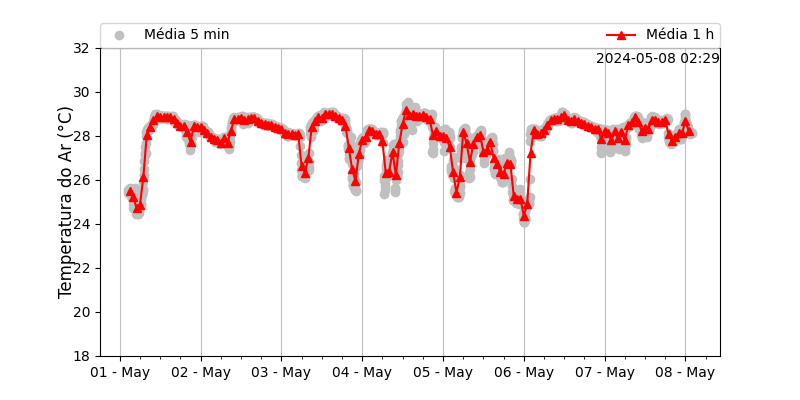 Média 5 min
Média 1 h
2024-05-08 02:29
Temperatura do Ar (°C)
32
30
28
26
24
22
20
18
01 - May
02 - May
03 - May
04 - May
05 - May
06 - May
07 - May
08 - May